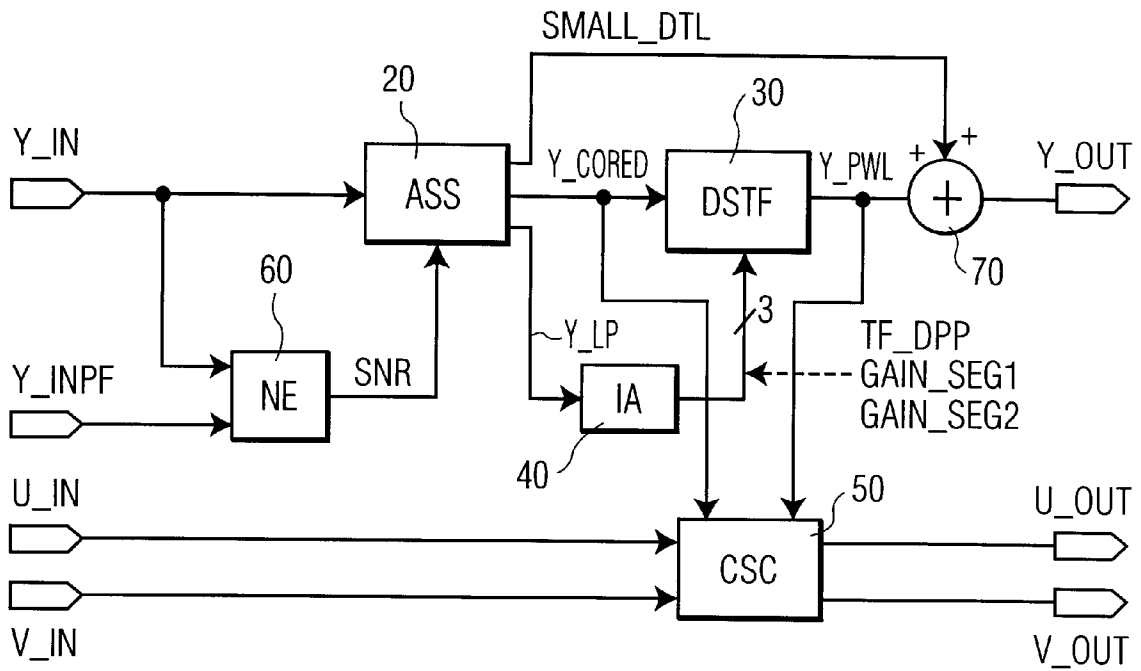 SMALL_DTL
20
30
Y_IN
Y_CORED
Y_PWL
+
+
Y_OUT
ASS
DSTF
+
70
60
3
Y_LP
TF_DPP
Y_INPF
SNR
GAIN_SEG1
NE
IA
GAIN_SEG2
40
50
U_IN
U_OUT
CSC
V_IN
V_OUT